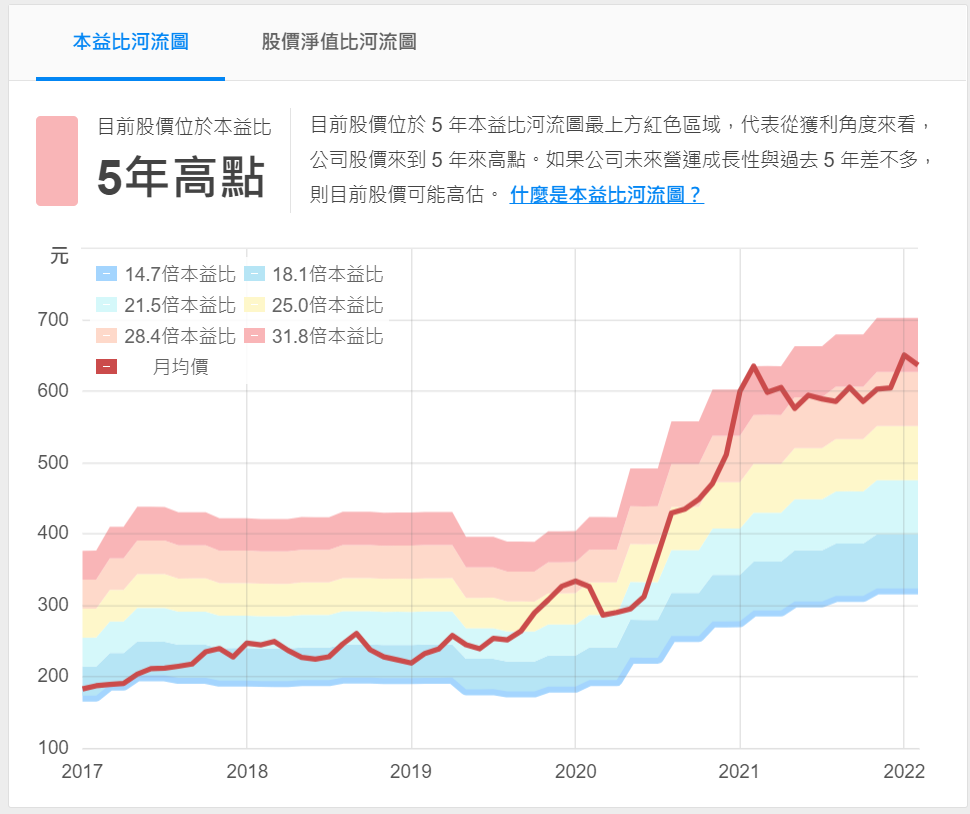 本益比河流圖 股價淨值比河流圖
目前股價位於本益比
5年高點
目前股價位於 5 年本益比河流圖最上方紅色區域，代表從獲利角度來看，
公司股價來到 5 年來高點。如果公司未來營運成長性與過去 5 年差不多，
則目前股價可能高估。 什麼是本益比河流圖？
元
14.7倍本益比 18.1倍本益比
21.5倍本益比 25.0倍本益比
28.4倍本益比 31.8倍本益比
月均價
700
600
500
400
300
200
100
2017 2018 2019 2020 2021 2022